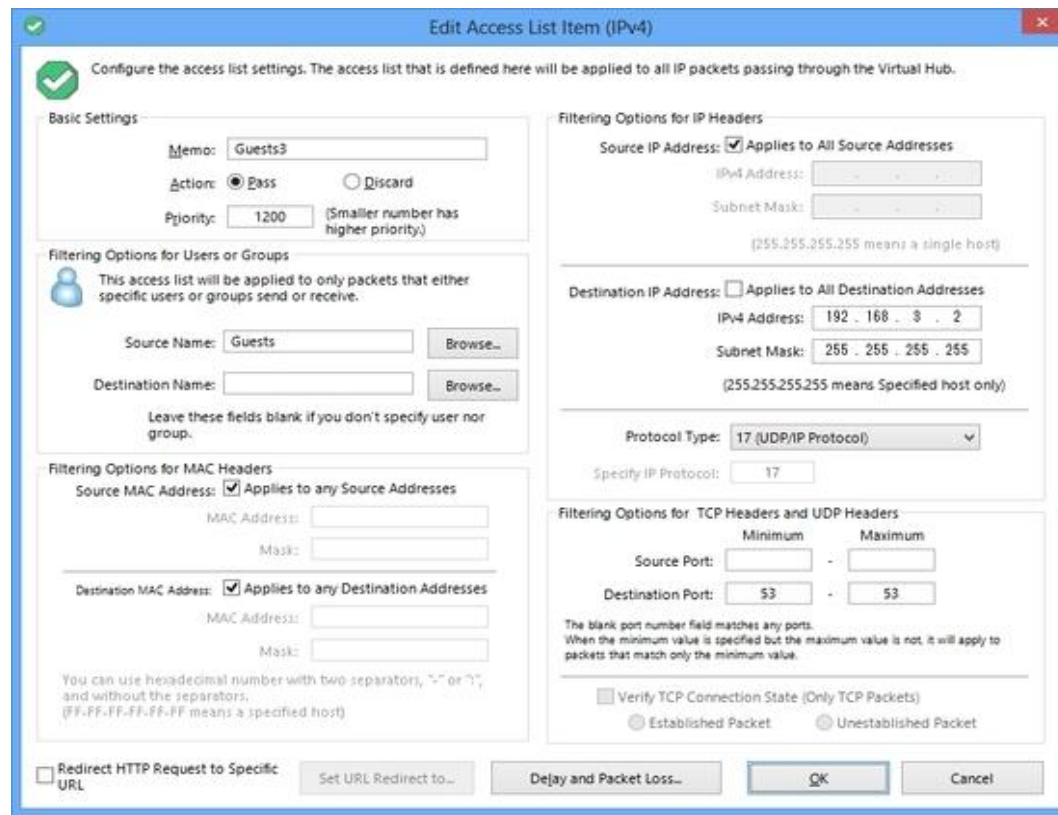 Edit Access List Item (IPv4)
Configure the access list settings. The access list that is defined here will be applied to all IP packets passing through the Virtual Hub.
Basic Settings
Memo: Guests3
Action: Pass Discard
Priority: 1200 (Smaller number has
higher priority.)
Filtering Options for Users or Groups
This access list will be applied to only packets that either
specific users or groups send or receive.
Source Name: Guests Browse...
Destination Name: Browse...
Leave these fields blank if you don't specify user nor
group.
Filtering Options for MAC Headers
Source MAC Address: Applies to any Source Addresses
MAC Address:
Mask:
Destination MAC Address: Applies to any Destination Addresses
MAC Address:
Mask:
You can use hexadecimal number with two separators, "-" or ":",
and without the separators.
(FF-FF-FF-FF-FF-FF means a specified host)
Filtering Options for IP Headers
Source IP Address: Applies to All Source Addresses
IPv4 Address: . . .
Subnet Mask: . . .
(255.255.255.255 means a single host)
Destination IP Address: Applies to All Destination Addresses
IPv4 Address: 192 . 168 . 3 . 2
Subnet Mask: 255 . 255 . 255 . 255
(255.255.255.255 means Specified host only)
Protocol Type: 17 (UDP/IP Protocol)
Specify IP Protocol: 17
Filtering Options for TCP Headers and UDP Headers
Minimum Maximum
Source Port: -
Destination Port: 53 - 53
The blank port number field matches any ports.
When the minimum value is specified but the maximum value is not, it will apply to
packets that match only the minimum value.
Verify TCP Connection State (Only TCP Packets)
Established Packet Unestablished Packet
Redirect HTTP Request to Specific
URL
Set URL Redirect to... Delay and Packet Loss... OK Cancel